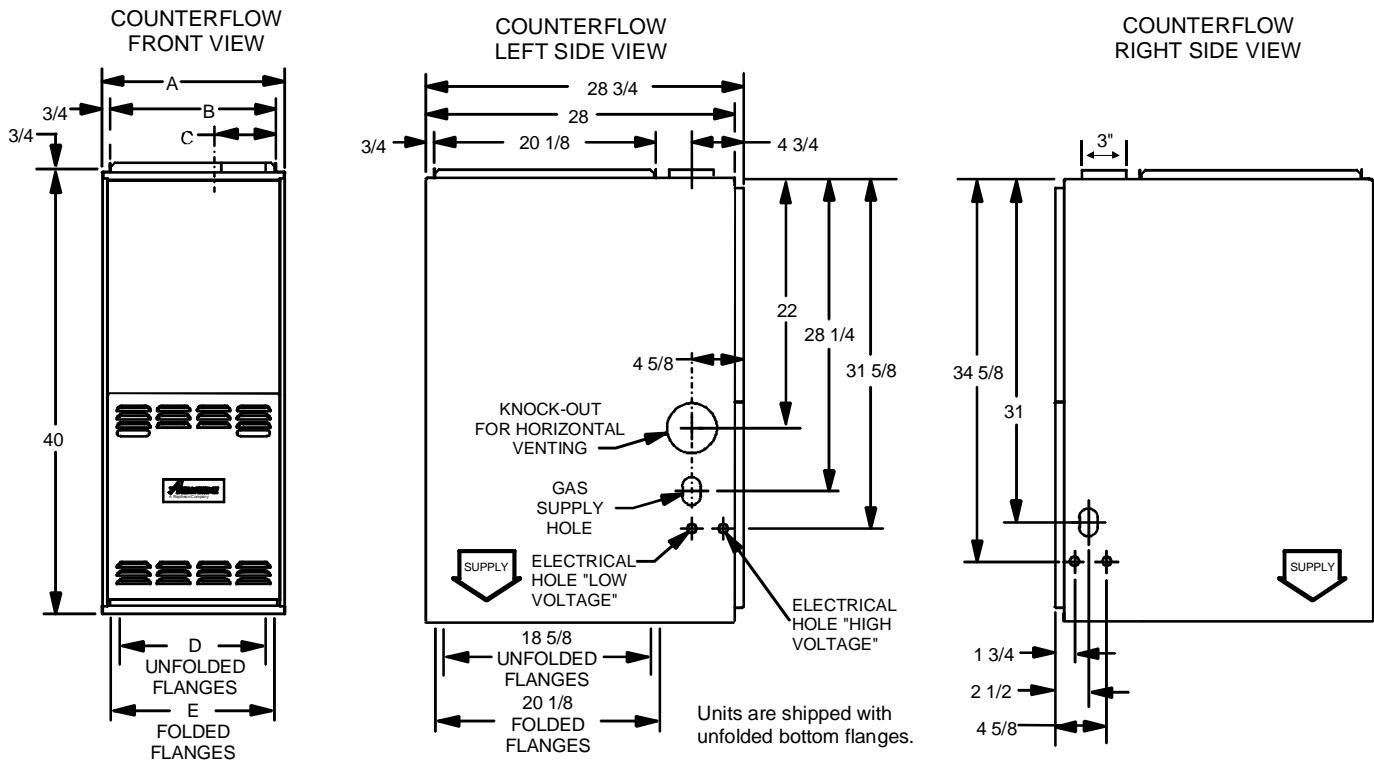 COUNTERFLOW
FRONT VIEW
A
3/4
B
C
3/4
40
D
UNFOLDED
FLANGES
E
FOLDED
FLANGES
COUNTERFLOW
LEFT SIDE VIEW
28 3/4
28
3/4
20 1/8
4 3/4
22
28 1/4
4 5/8
31 5/8
KNOCK-OUT
FOR HORIZONTAL
VENTING
GAS
SUPPLY
HOLE
SUPPLY
ELECTRICAL
HOLE "LOW
VOLTAGE"
ELECTRICAL
HOLE "HIGH
VOLTAGE"
18 5/8
UNFOLDED
FLANGES
20 1/8
FOLDED
FLANGES
Units are shipped with
unfolded bottom flanges.
COUNTERFLOW
RIGHT SIDE VIEW
3"
34 5/8
31
SUPPLY
1 3/4
2 1/2
4 5/8